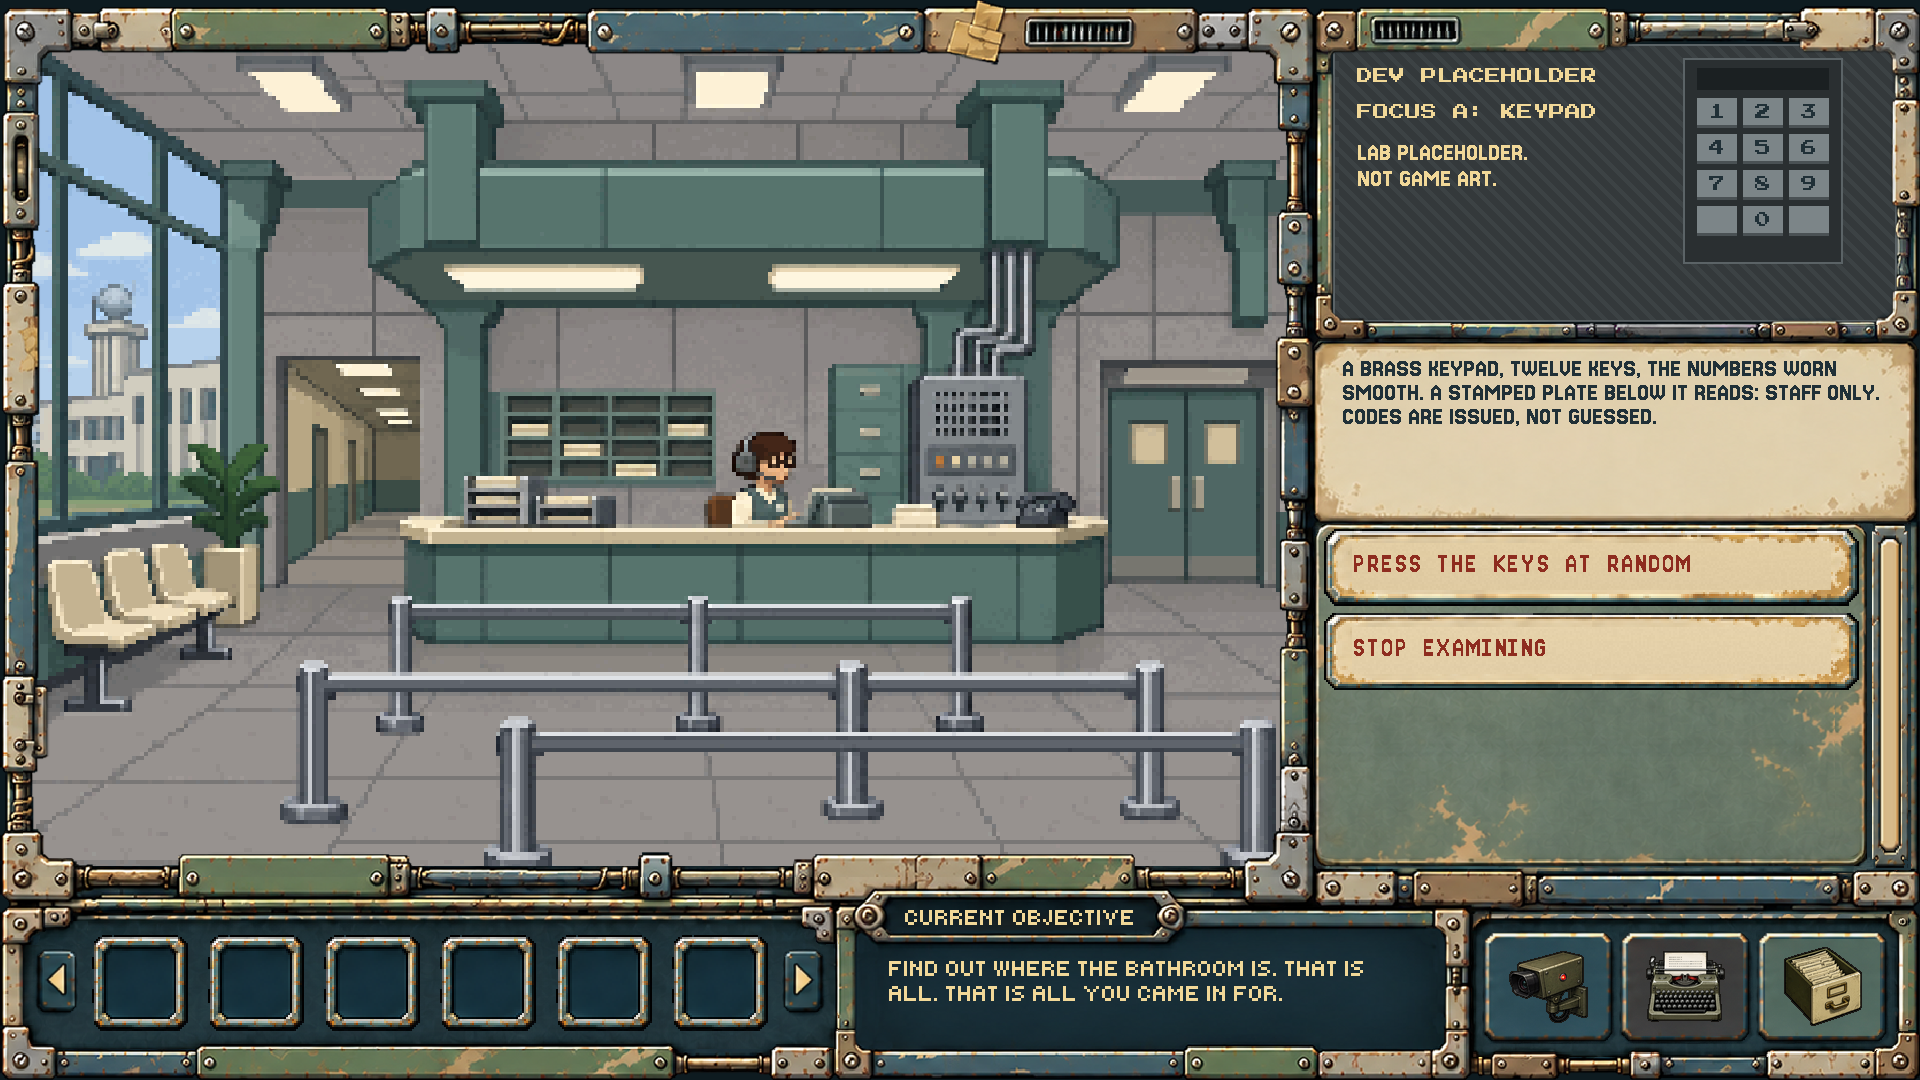 DEV PLACEHOLDER
FOCUS A: KEYPAD
LAB PLACEHOLDER.
NOT GAME ART.
1 2 3
4 5 6
7 8 9
0
A BRASS KEYPAD, TWELVE KEYS, THE NUMBERS WORN
SMOOTH. A STAMPED PLATE BELOW IT READS: STAFF ONLY.
CODES ARE ISSUED, NOT GUESSED.
PRESS THE KEYS AT RANDOM
STOP EXAMINING
CURRENT OBJECTIVE
FIND OUT WHERE THE BATHROOM IS. THAT IS
ALL. THAT IS ALL YOU CAME IN FOR.